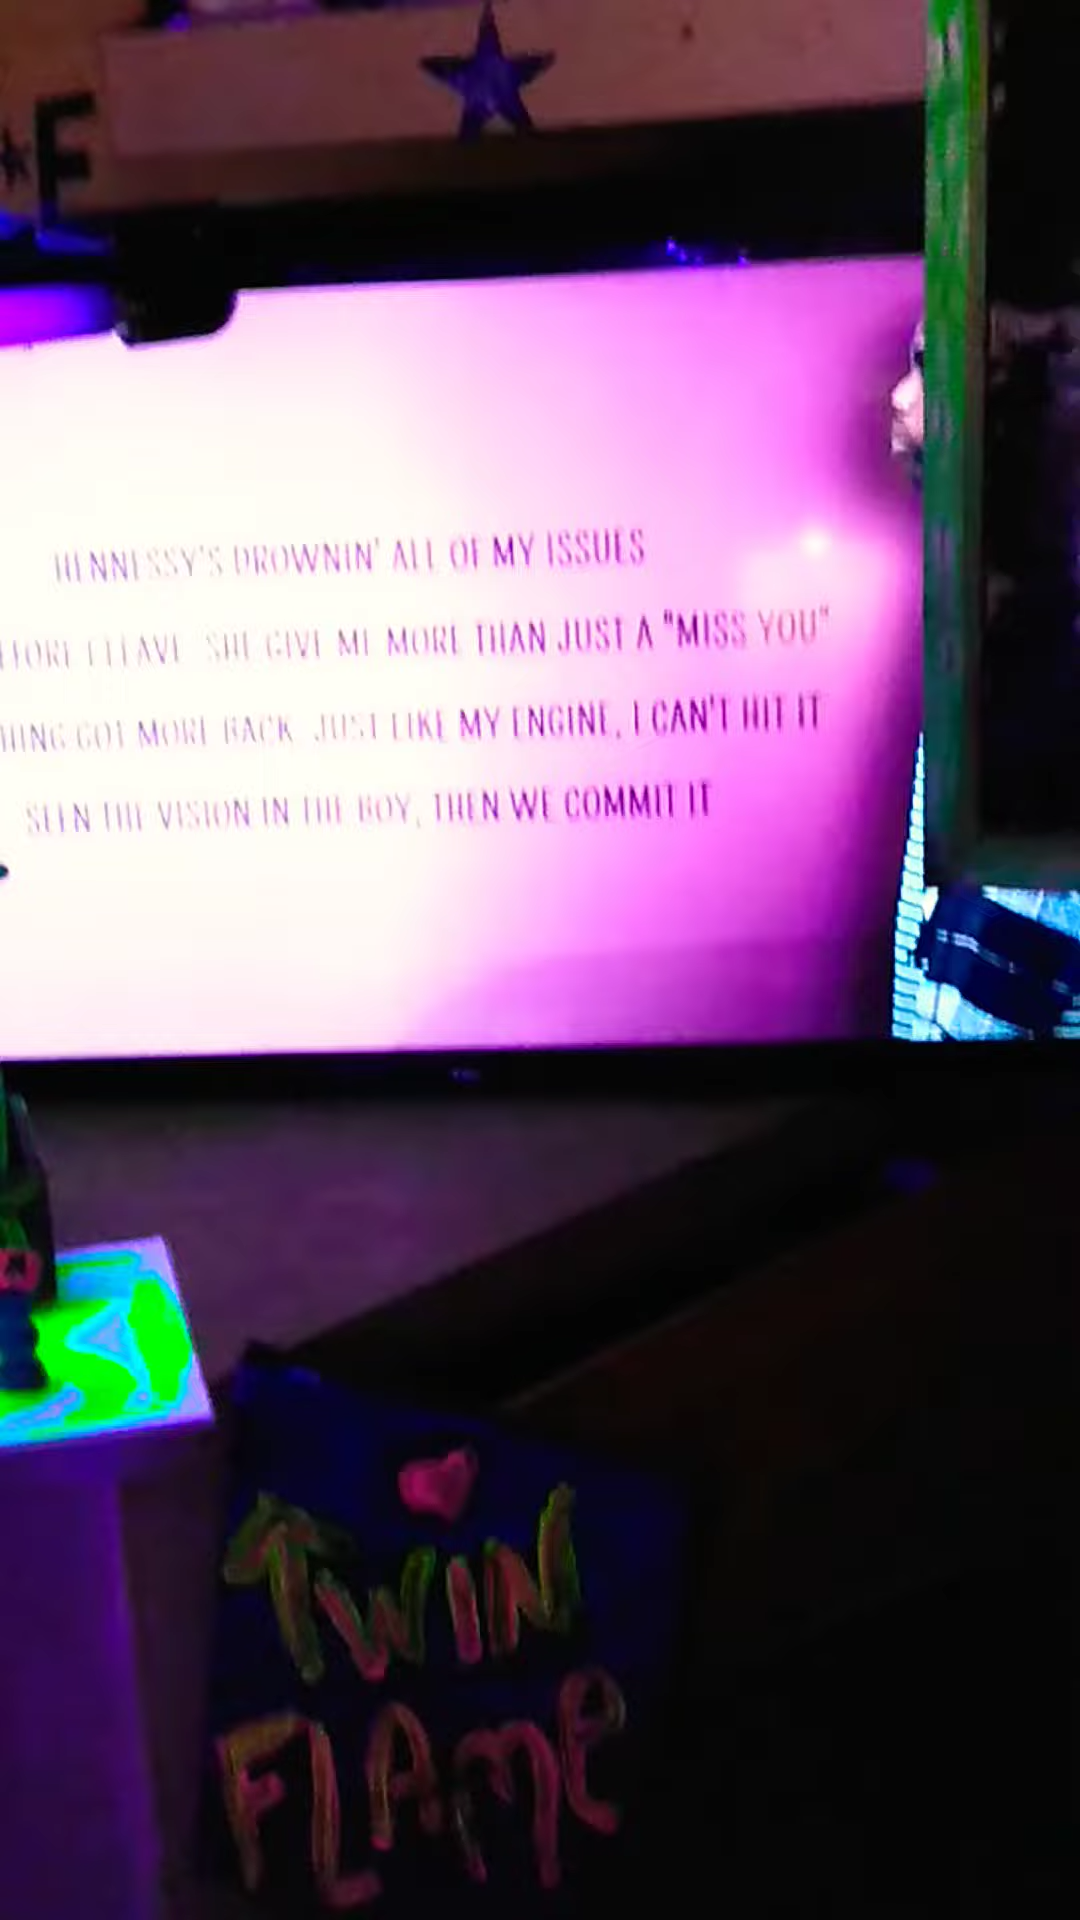 F
HENNESSY'S DROWNIN' ALL OF MY ISSUES
I LEAVE SHE GIVE ME MORE THAN JUST A "MISS YOU"
GOT MORE BACK JUST LIKE MY ENGINE, I CAN'T HIT IT
SEEN THE VISION IN THE BOY, THEN WE COMMIT IT
TWIN
FLAMe